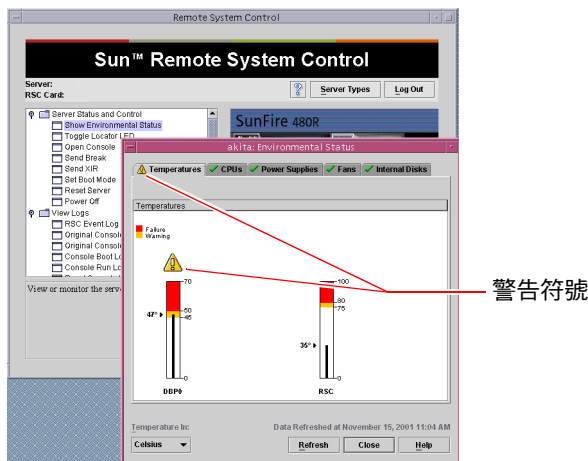 Remote System Control
Sun™ Remote System Control
Server:
RSC Card:
Server Types
Log Out
Server Status and Control
Show Environmental Status
Toggle Locator LED
Open Console
Send Break
Send XIR
Set Boot Mode
Reset Server
Power Off
View Logs
RSC Event Log
Original Consol
Original Consol
Console Boot L
Console Run Lo
View or monitor the serve
SunFire 480R
akita: Environmental Status
Temperatures
CPUs
Power Supplies
Fans
Internal Disks
Temperatures
Failure
Warning
70
50
45
0
47°
DBP0
100
80
75
0
35°
RSC
警告符號
Temperature In:
Data Refreshed at November 15, 2001 11:04 AM
Celsius
Refresh
Close
Help